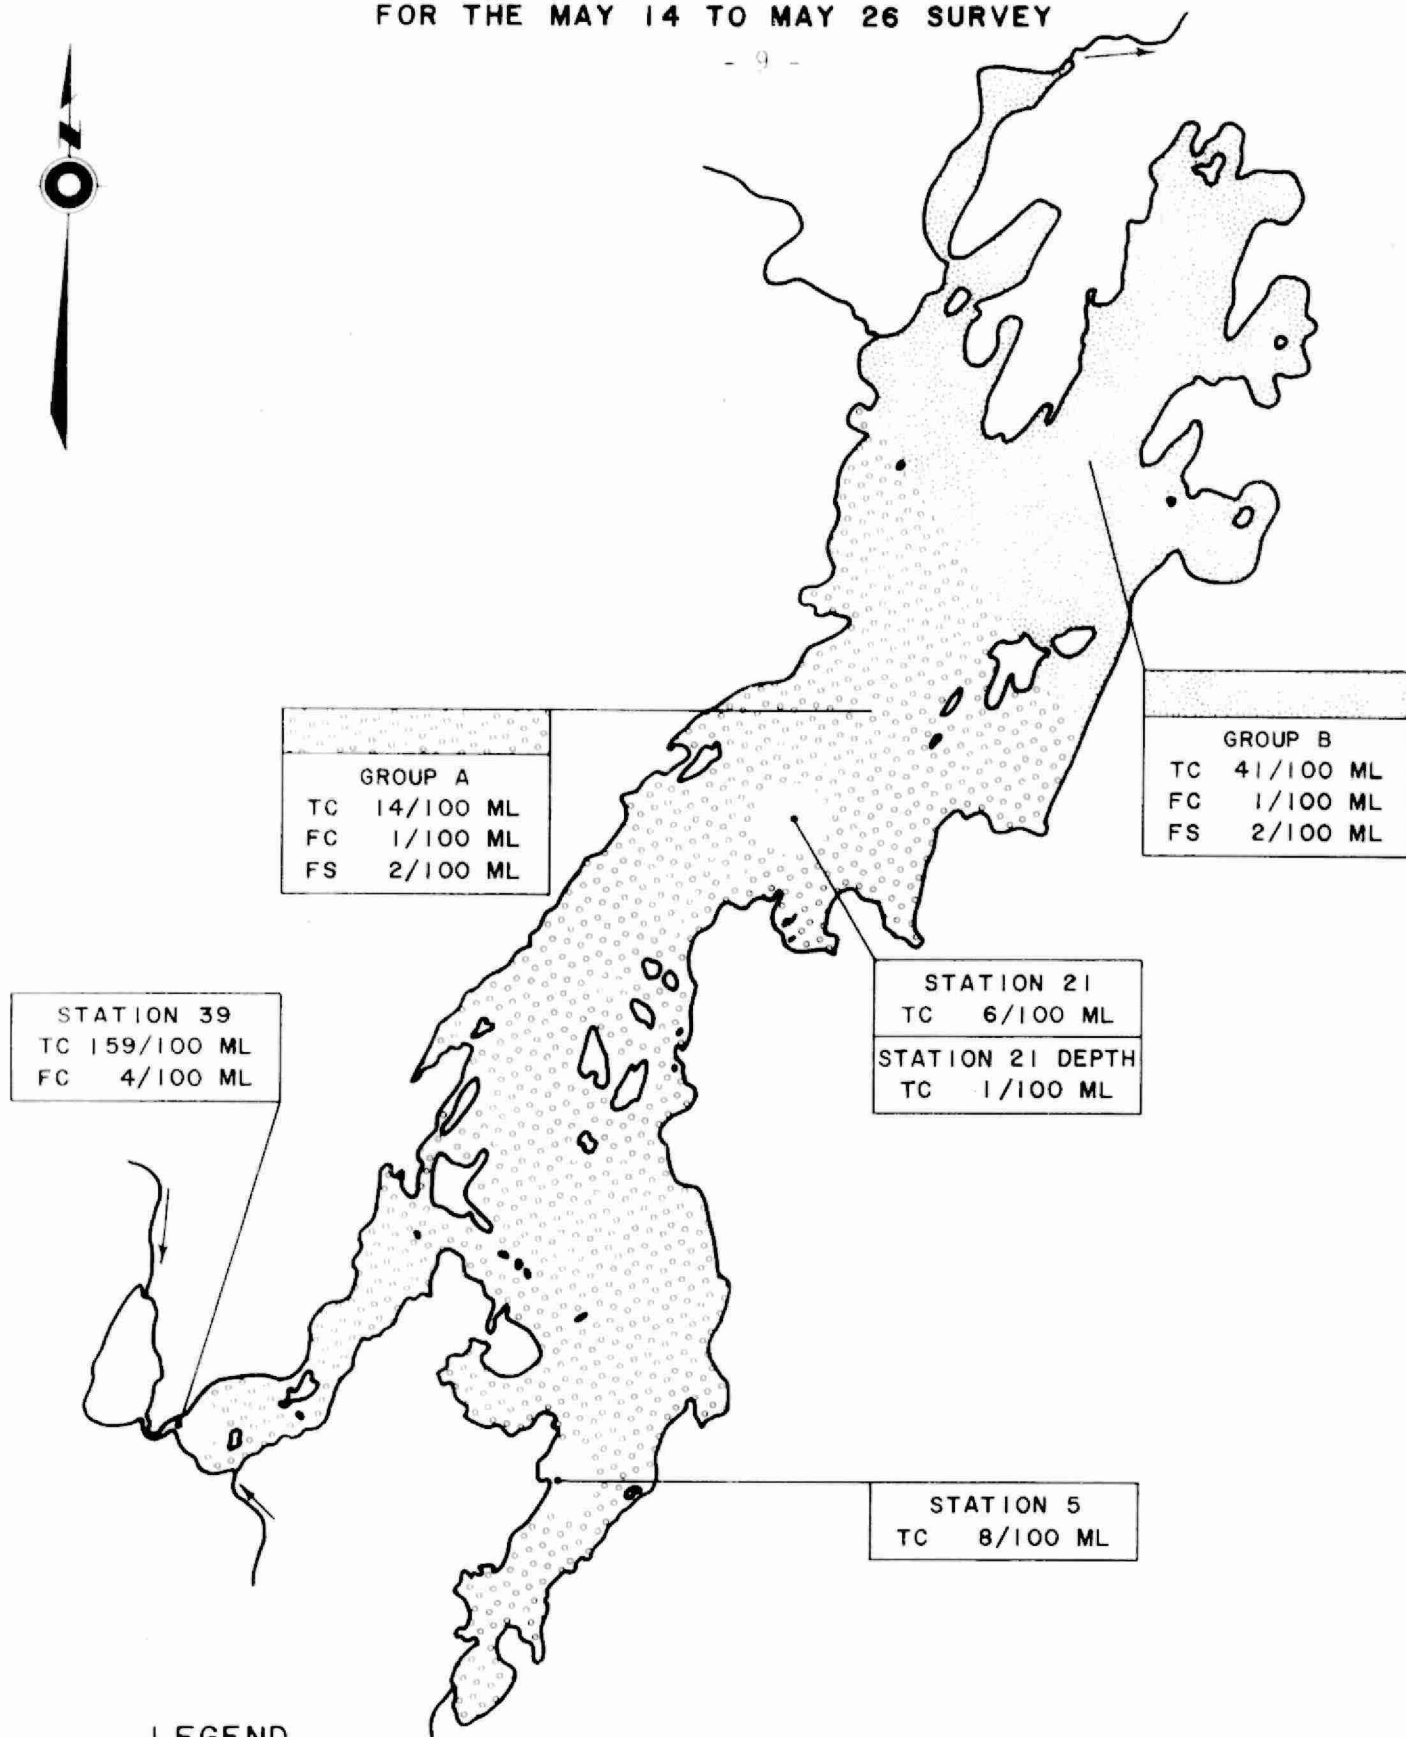 FOR THE MAY 14 TO MAY 26 SURVEY
- 9 -
N
GROUP A
TC 14/100 ML
FC 1/100 ML
FS 2/100 ML
GROUP B
TC 41/100 ML
FC 1/100 ML
FS 2/100 ML
STATION 39
TC 159/100 ML
FC 4/100 ML
STATION 21
TC 6/100 ML
STATION 21 DEPTH
TC 1/100 ML
STATION 5
TC 8/100 ML
LEGEND